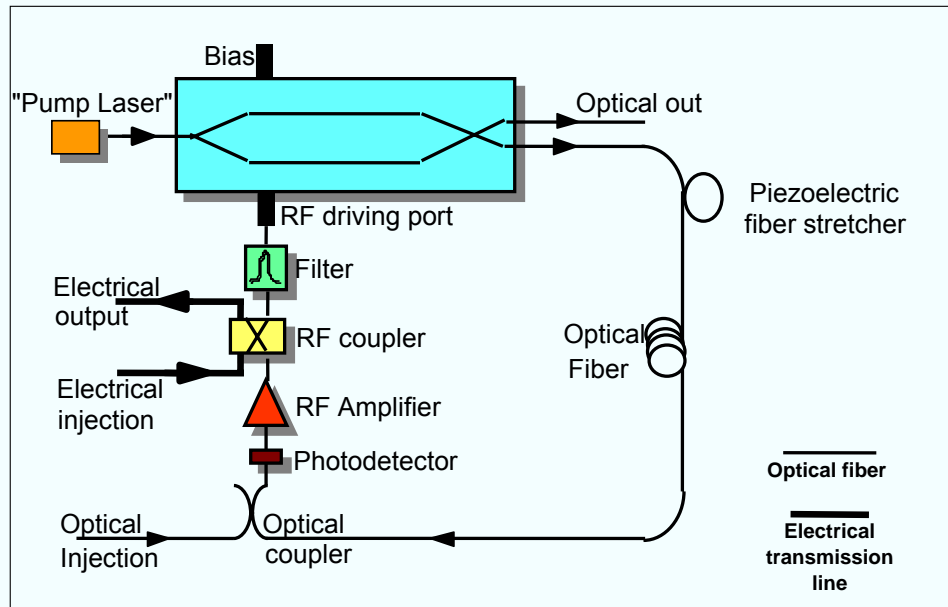 Bias
"Pump Laser"
Optical out
RF driving port
Piezoelectric
fiber stretcher
Filter
Electrical
output
RF coupler
Optical
Fiber
Electrical
injection
RF Amplifier
Photodetector
Optical fiber
Optical
Injection
Optical
coupler
Electrical
transmission
line